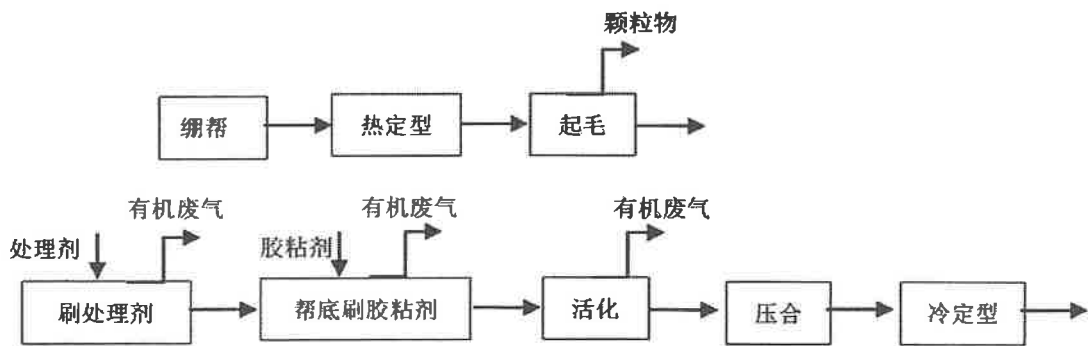 颗粒物
绷帮
热定型
起毛
有机废气
有机废气
有机废气
处理剂
胶粘剂
刷处理剂
帮底刷胶粘剂
活化
压合
冷定型